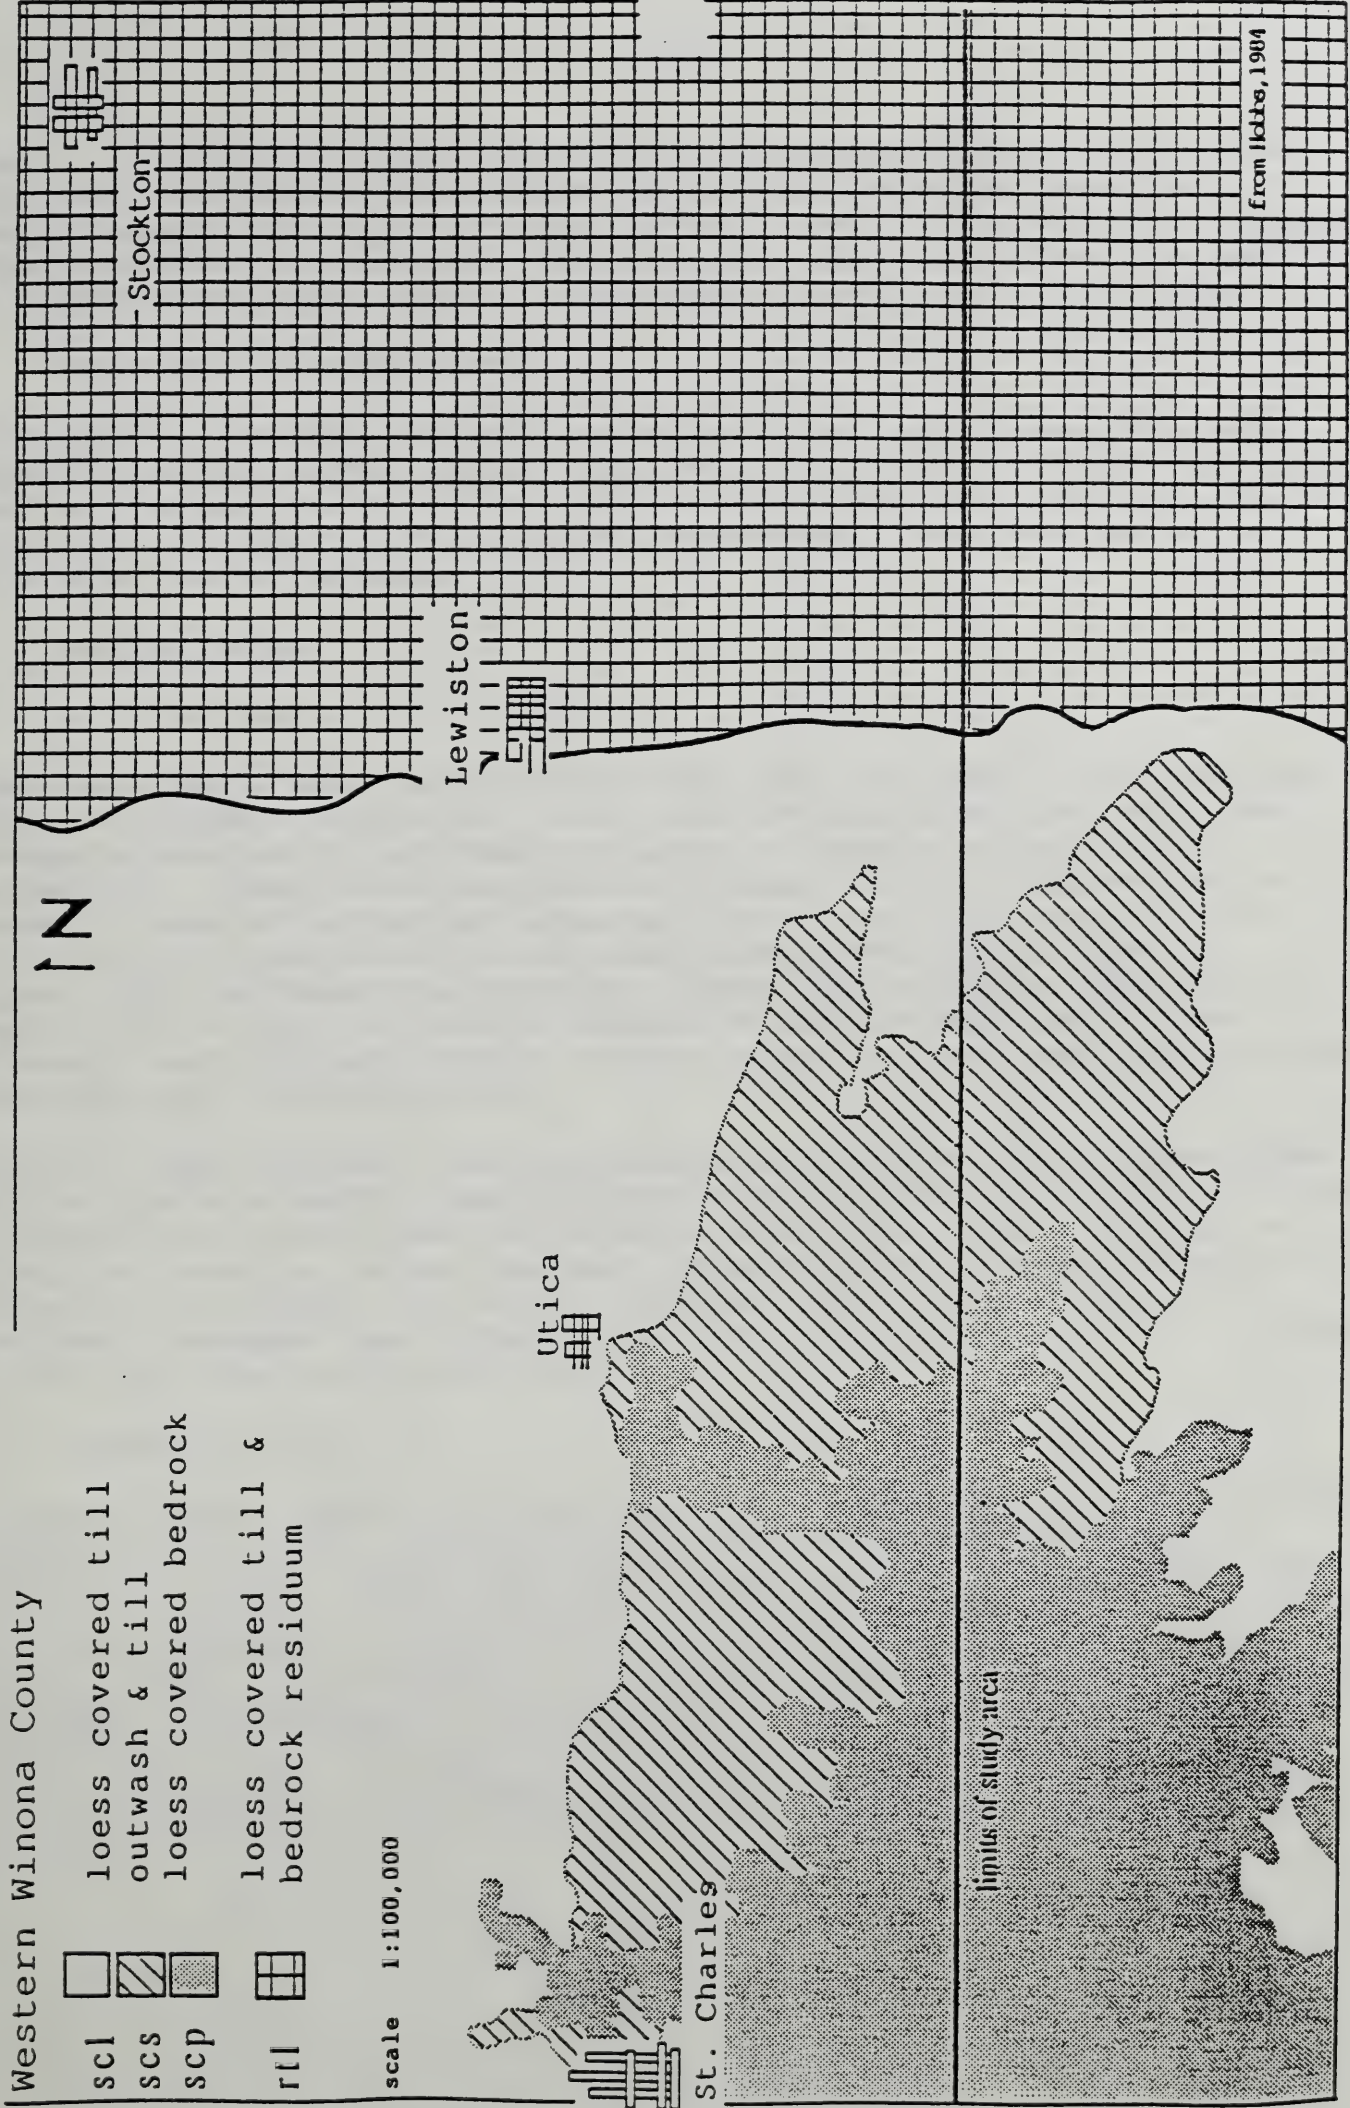 Western Winona County
scl loess covered till
scs outwash & till
scp loess covered bedrock
rtl loess covered till &
bedrock residuum
scale 1:100,000
N
Stockton
Lewiston
Utica
St. Charles
limits of study area
from Hobbs, 1984